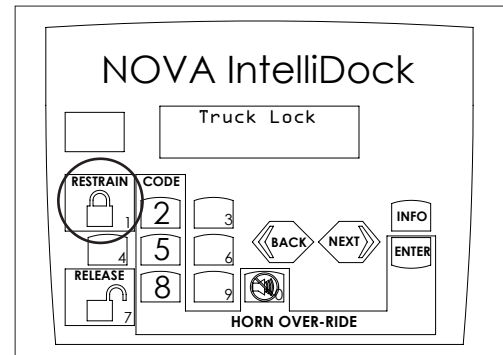 NOVA IntelliDock
Truck Lock
RESTRAIN CODE
1 2 3
4 5 6
RELEASE
7 8 9 0
BACK NEXT
INFO
ENTER
HORN OVER-RIDE